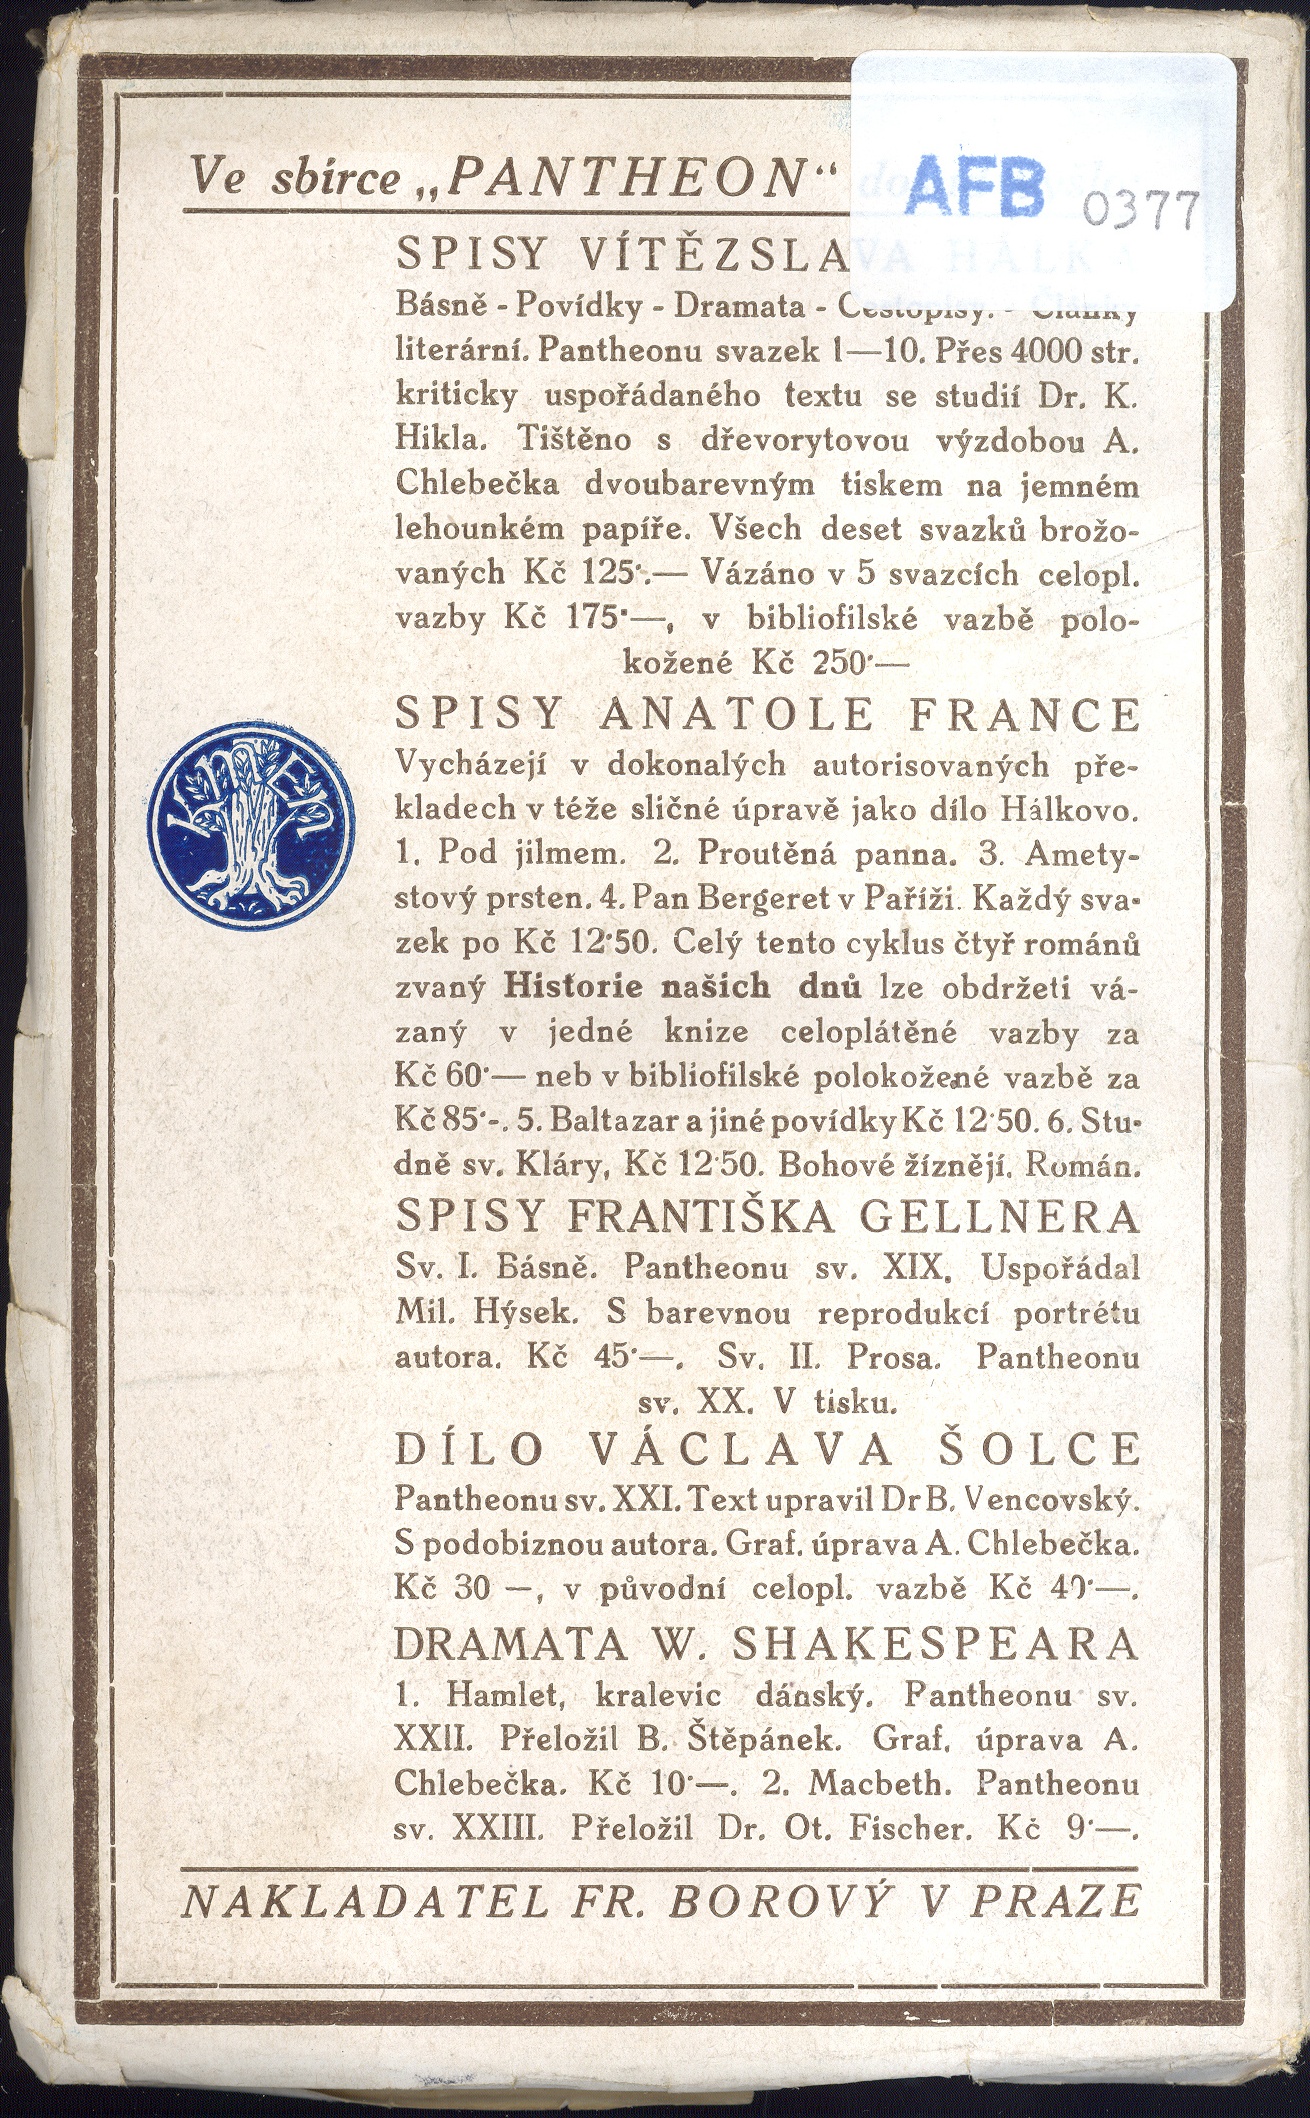 Ve sbírce „PANTHEON“
AFB 0377
SPISY VÍTĚZSLAVA HÁLK
Básně - Povídky - Dramata - Cestopisy. - Články
literární. Pantheonu svazek 1—10. Přes 4000 str.
kriticky uspořádaného textu se studií Dr. K.
Hikla. Tištěno s dřevorytovou výzdobou A.
Chlebečka dvoubarevným tiskem na jemném
lehounkém papíře. Všech deset svazků brožo-
vaných Kč 125·.— Vázáno v 5 svazcích celopl.
vazby Kč 175·—, v bibliofilské vazbě polo-
kožené Kč 250·—
SPISY ANATOLE FRANCE
Vycházejí v dokonalých autorisovaných pře-
kladech v téže sličné úpravě jako dílo Hálkovo.
1. Pod jilmem. 2. Proutěná panna. 3. Amety-
stový prsten. 4. Pan Bergeret v Paříži. Každý sva-
zek po Kč 12·50. Celý tento cyklus čtyř románů
zvaný Historie našich dnů lze obdržeti vá-
zaný v jedné knize celoplátěné vazby za
Kč 60·— neb v bibliofilské polokožené vazbě za
Kč 85·-. 5. Baltazar a jiné povídky Kč 12·50. 6. Stu-
dně sv. Kláry, Kč 12·50. Bohové žíznějí. Román.
KMEN
SPISY FRANTIŠKA GELLNERA
Sv. I. Básně. Pantheonu sv. XIX. Uspořádal
Mil. Hýsek. S barevnou reprodukcí portrétu
autora. Kč 45·—. Sv. II. Prosa. Pantheonu
sv. XX. V tisku.
DÍLO VÁCLAVA ŠOLCE
Pantheonu sv. XXI. Text upravil Dr B. Vencovský.
S podobiznou autora. Graf. úprava A. Chlebečka.
Kč 30 —, v původní celopl. vazbě Kč 40·—.
DRAMATA W. SHAKESPEARA
1. Hamlet, kralevic dánský. Pantheonu sv.
XXII. Přeložil B. Štěpánek. Graf. úprava A.
Chlebečka. Kč 10·—. 2. Macbeth. Pantheonu
sv. XXIII. Přeložil Dr. Ot. Fischer. Kč 9·—.
NAKLADATEL FR. BOROVÝ V PRAZE